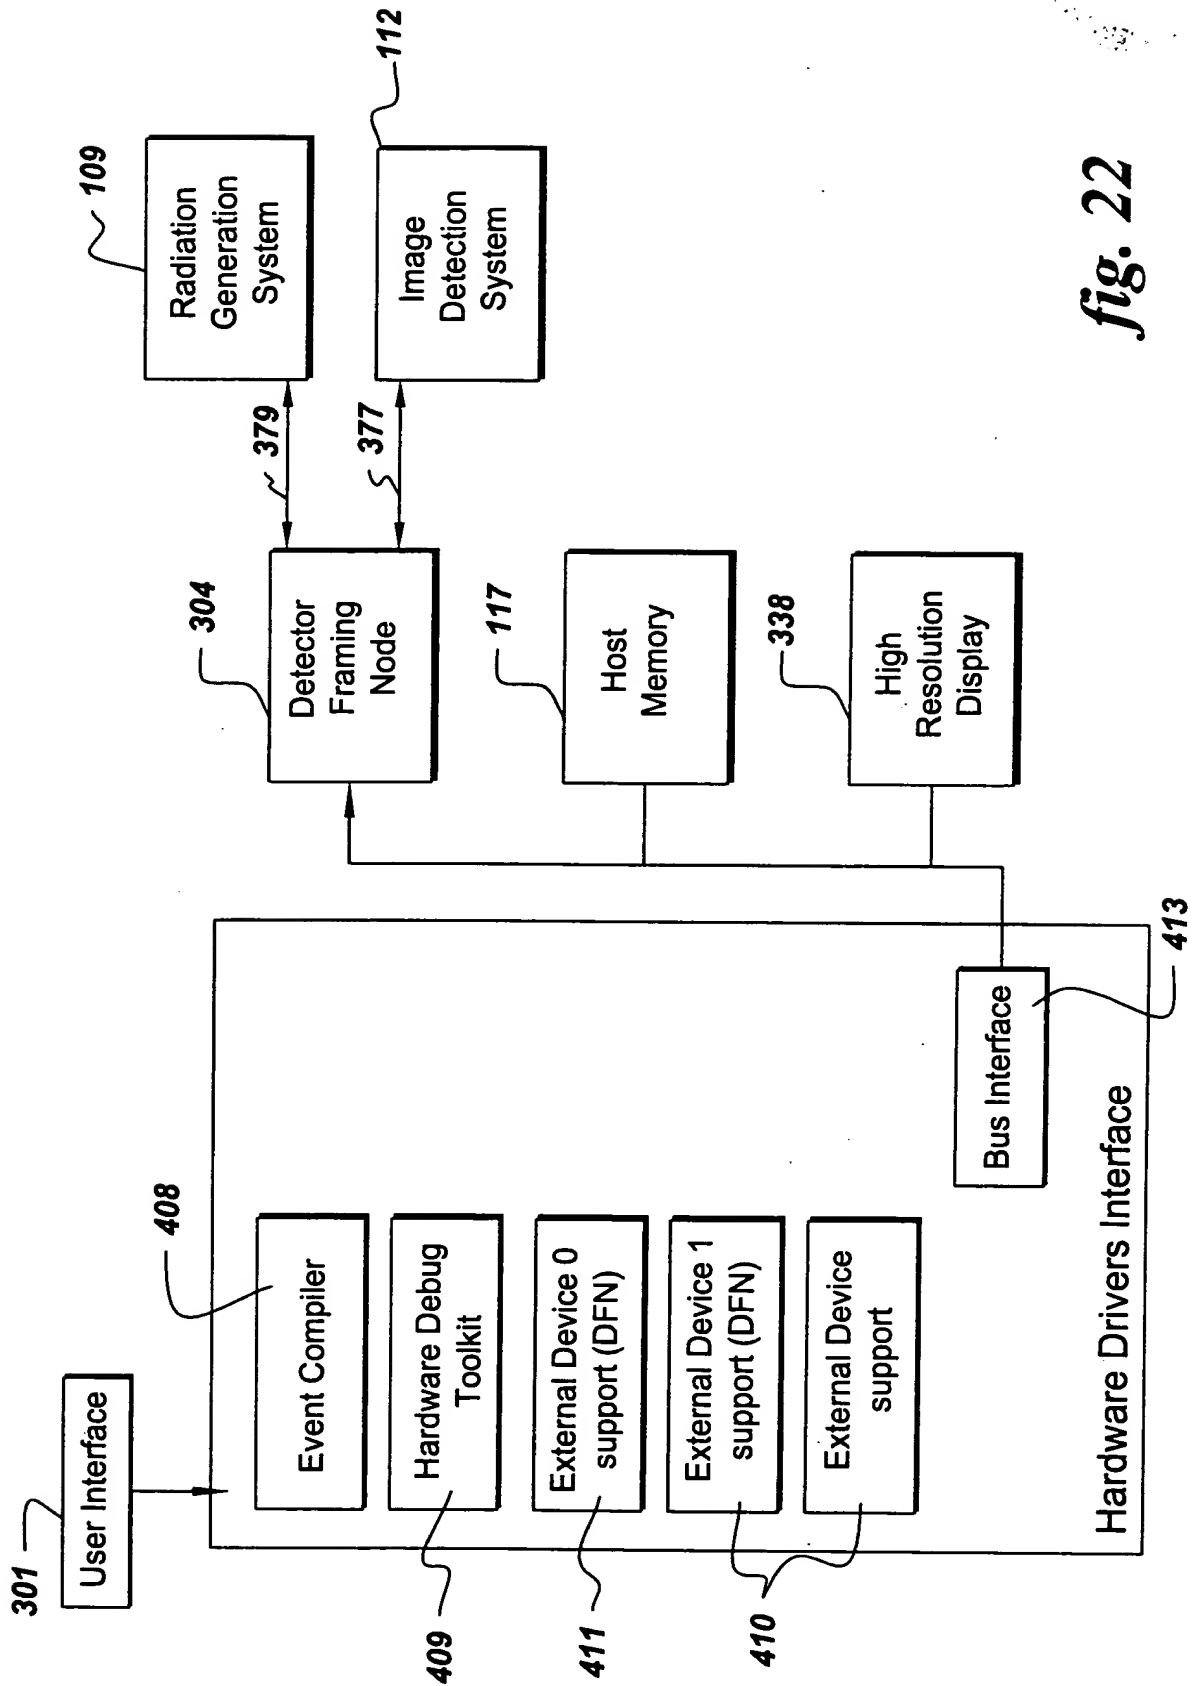 301
User Interface
408
Event Compiler
Hardware Debug
Toolkit
409
External Device 0
support (DFN)
411
External Device 1
support (DFN)
External Device
support
410
Bus Interface
413
Hardware Drivers Interface
304
Detector
Framing
Node
117
Host
Memory
338
High
Resolution
Display
379
377
109
Radiation
Generation
System
112
Image
Detection
System
fig. 22